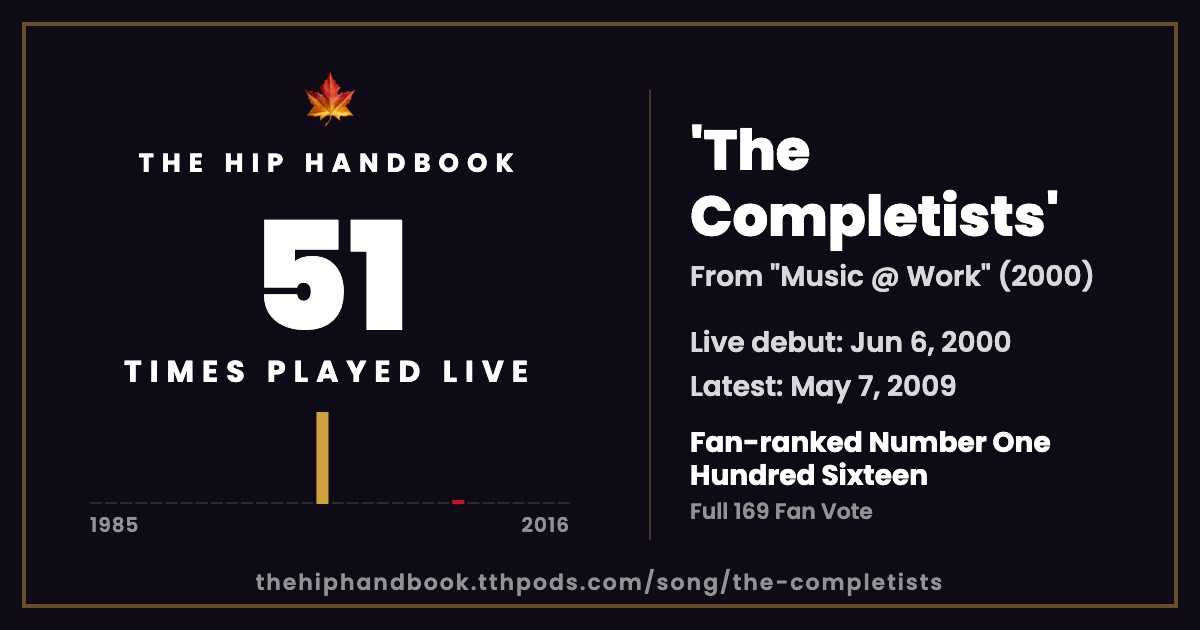 THE HIP HANDBOOK
51
TIMES PLAYED LIVE
1985
2016
'The
Completists'
From "Music @ Work" (2000)
Live debut: Jun 6, 2000
Latest: May 7, 2009
Fan-ranked Number One
Hundred Sixteen
Full 169 Fan Vote
thehiphandbook.tthpods.com/song/the-completists